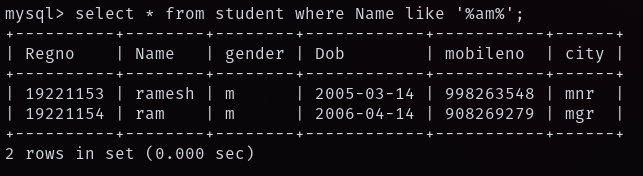 mysql> select * from student where Name like '%am%';
+----------+--------+--------+------------+-----------+------+
| Regno    | Name   | gender | Dob        | mobileno  | city |
+----------+--------+--------+------------+-----------+------+
| 19221153 | ramesh | m      | 2005-03-14 | 998263548 | mnr  |
| 19221154 | ram    | m      | 2006-04-14 | 908269279 | mgr  |
+----------+--------+--------+------------+-----------+------+
2 rows in set (0.000 sec)